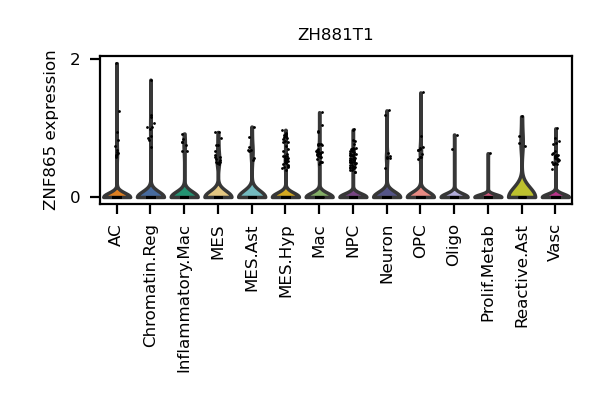 ZH881T1
ZNF865 expression
2
0
AC
Chromatin.Reg
Inflammatory.Mac
MES
MES.Ast
MES.Hyp
Mac
NPC
Neuron
OPC
Oligo
Prolif.Metab
Reactive.Ast
Vasc